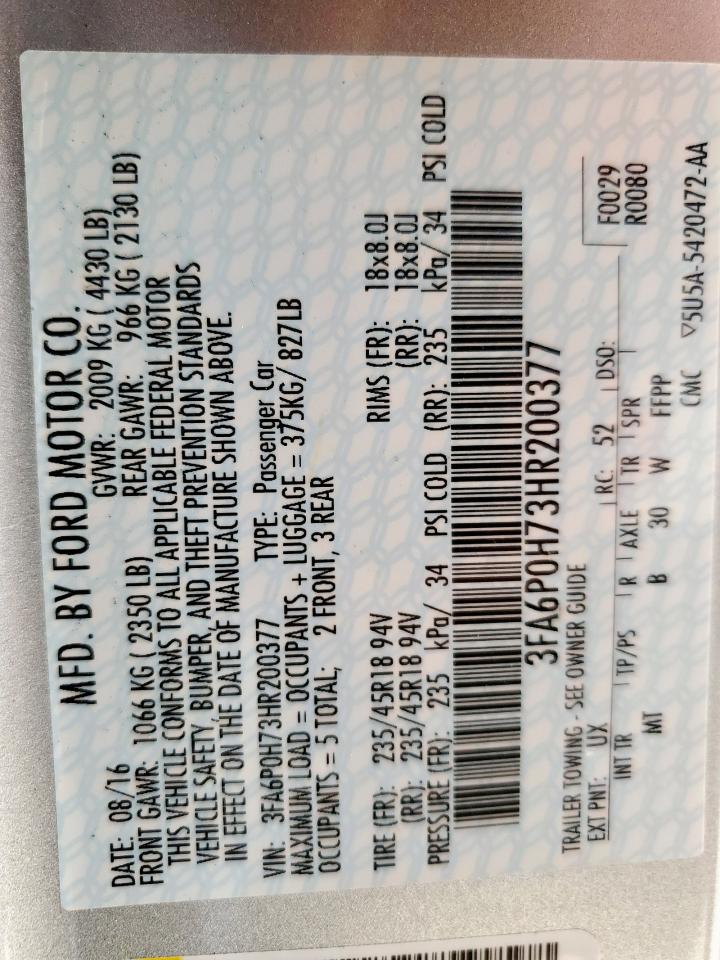 MFD. BY FORD MOTOR CO.
DATE: 08/16 GVWR: 2009 KG ( 4430 LB)
FRONT GAWR: 1066 KG ( 2350 LB) REAR GAWR: 966 KG ( 2130 LB)
THIS VEHICLE CONFORMS TO ALL APPLICABLE FEDERAL MOTOR
VEHICLE SAFETY, BUMPER, AND THEFT PREVENTION STANDARDS
IN EFFECT ON THE DATE OF MANUFACTURE SHOWN ABOVE.
VIN: 3FA6P0H73HR200377 TYPE: Passenger Car
MAXIMUM LOAD = OCCUPANTS + LUGGAGE = 375KG/ 827LB
OCCUPANTS = 5 TOTAL; 2 FRONT, 3 REAR
TIRE (FR): 235/45R18 94V RIMS (FR): 18x8.0J
(RR): 235/45R18 94V (RR): 18x8.0J
PRESSURE (FR): 235 kPa/ 34 PSI COLD (RR): 235 kPa/ 34 PSI COLD
3FA6P0H73HR200377
TRAILER TOWING - SEE OWNER GUIDE
F0029
R0080
EXT PNT: UX RC: 52 DSO:
INT TR TP/PS R AXLE TR SPR
MT B 30 W FFPP
CMC ▽5U5A-5420472-AA